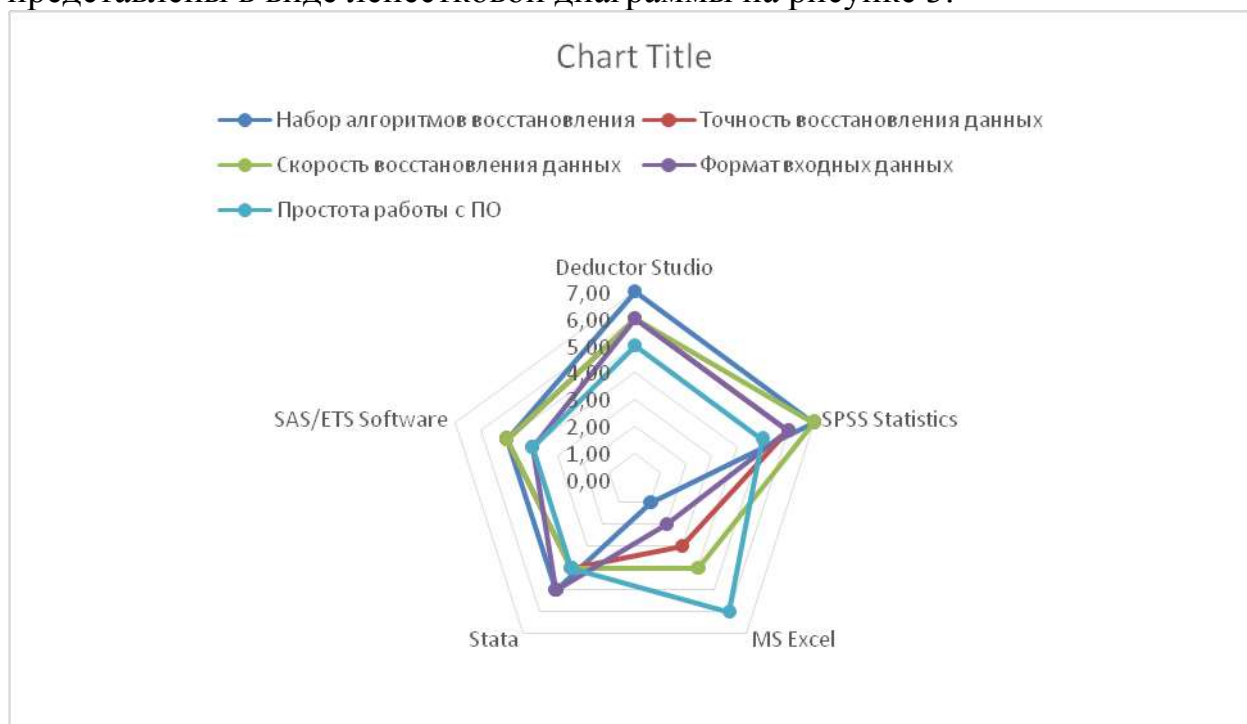 представлены в виде лепестковой диаграммы на рисунке 3.
Chart Title
Набор алгоритмов восстановления Точность восстановления данных
Скорость восстановления данных Формат входных данных
Простота работы с ПО
Deductor Studio
7,00
6,00
5,00
4,00
3,00
2,00
1,00
0,00
SAS/ETS Software
SPSS Statistics
Stata
MS Excel